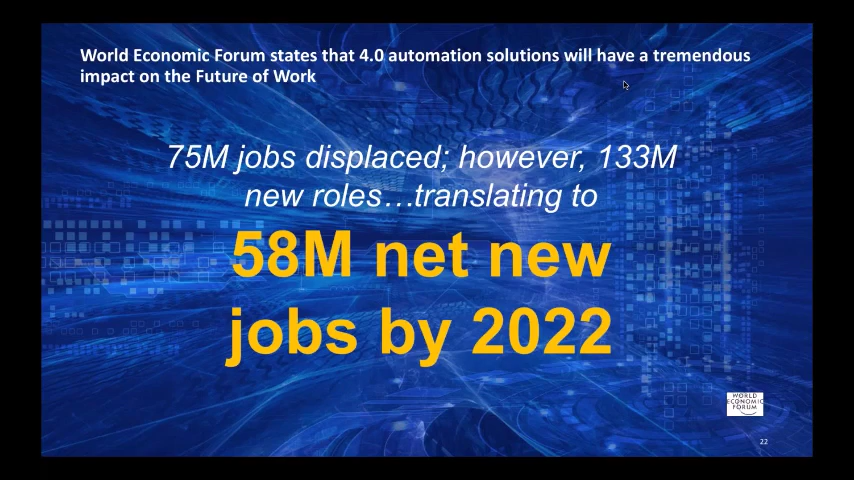 World Economic Forum states that 4.0 automation solutions will have a tremendous
impact on the Future of Work
75M jobs displaced; however, 133M
new roles…translating to
58M net new
jobs by 2022
WORLD
ECONOMIC
FORUM
22